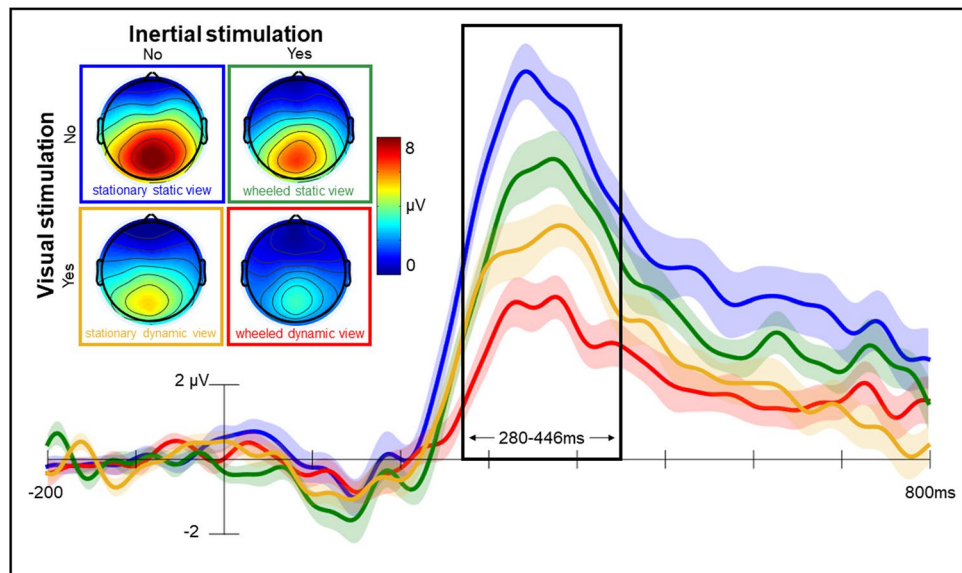 Inertial stimulation
No
Yes
Visual stimulation
No
Yes
stationary static view
wheeled static view
stationary dynamic view
wheeled dynamic view
8
µV
0
2 µV
-2
-200
800ms
280-446ms